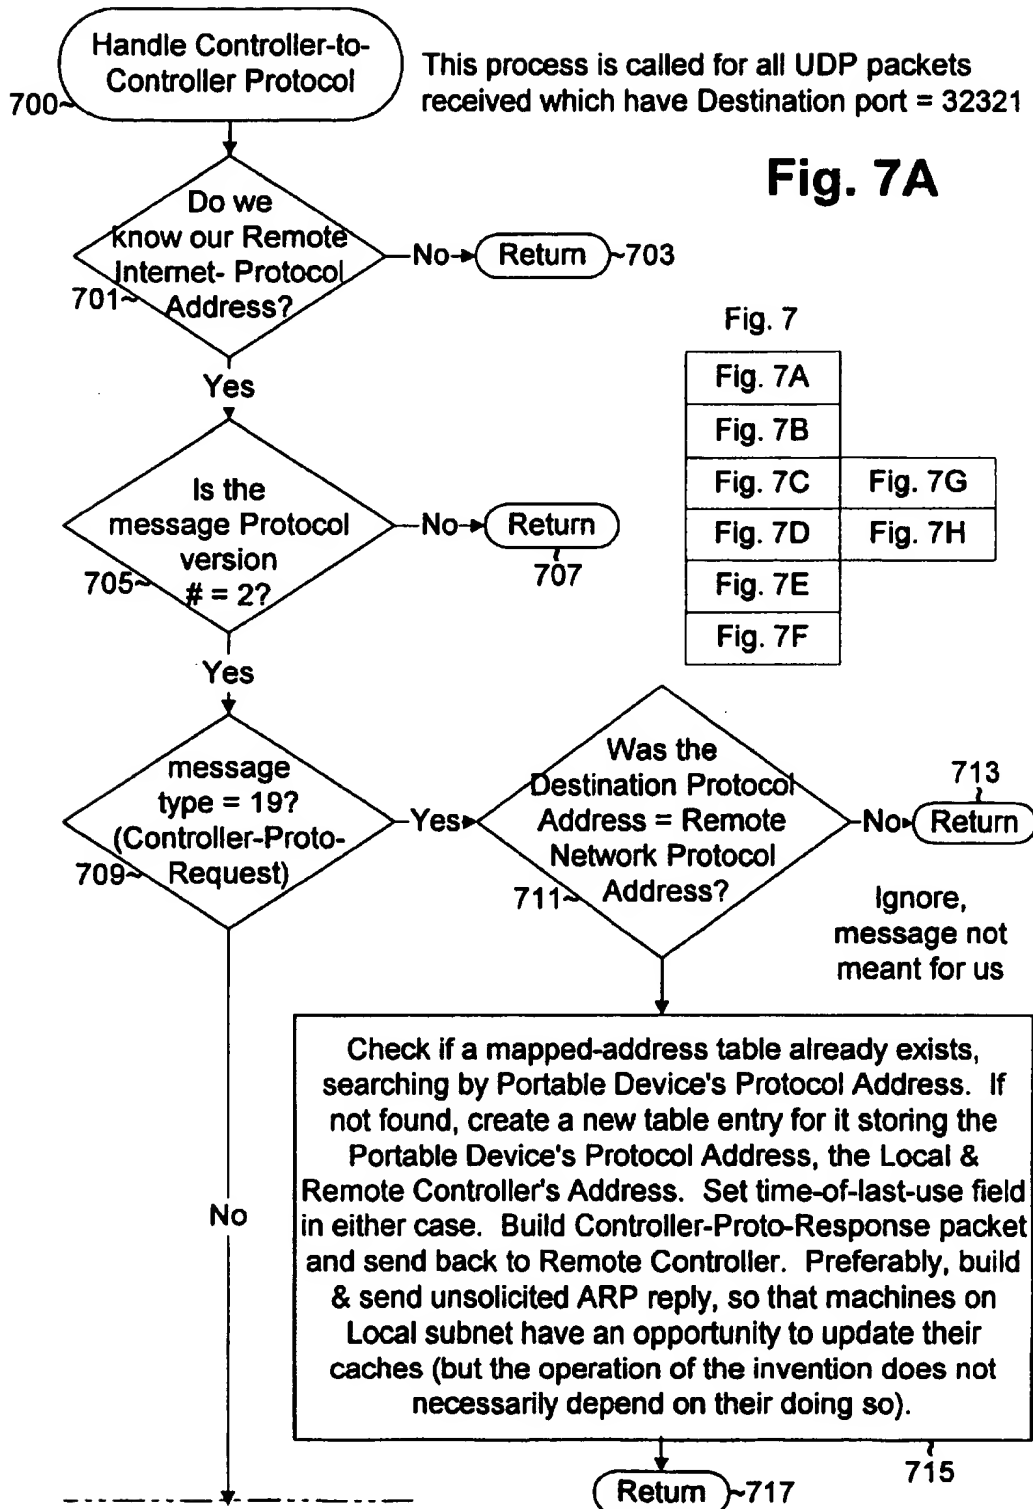 Handle Controller-to-
Controller Protocol
700~
This process is called for all UDP packets
received which have Destination port = 32321
Fig. 7A
Do we
know our Remote
Internet- Protocol
Address?
701~
No
Return
~703
Fig. 7
Fig. 7A
Fig. 7B
Fig. 7C
Fig. 7G
Fig. 7D
Fig. 7H
Fig. 7E
Fig. 7F
Yes
Is the
message Protocol
version
# = 2?
705~
No
Return
707
Yes
message
type = 19?
(Controller-Proto-
Request)
709~
Yes
Was the
Destination Protocol
Address = Remote
Network Protocol
Address?
711~
No
713
Return
Ignore,
message not
meant for us
No
Check if a mapped-address table already exists,
searching by Portable Device's Protocol Address. If
not found, create a new table entry for it storing the
Portable Device's Protocol Address, the Local &
Remote Controller's Address. Set time-of-last-use field
in either case. Build Controller-Proto-Response packet
and send back to Remote Controller. Preferably, build
& send unsolicited ARP reply, so that machines on
Local subnet have an opportunity to update their
caches (but the operation of the invention does not
necessarily depend on their doing so).
715
Return
~717